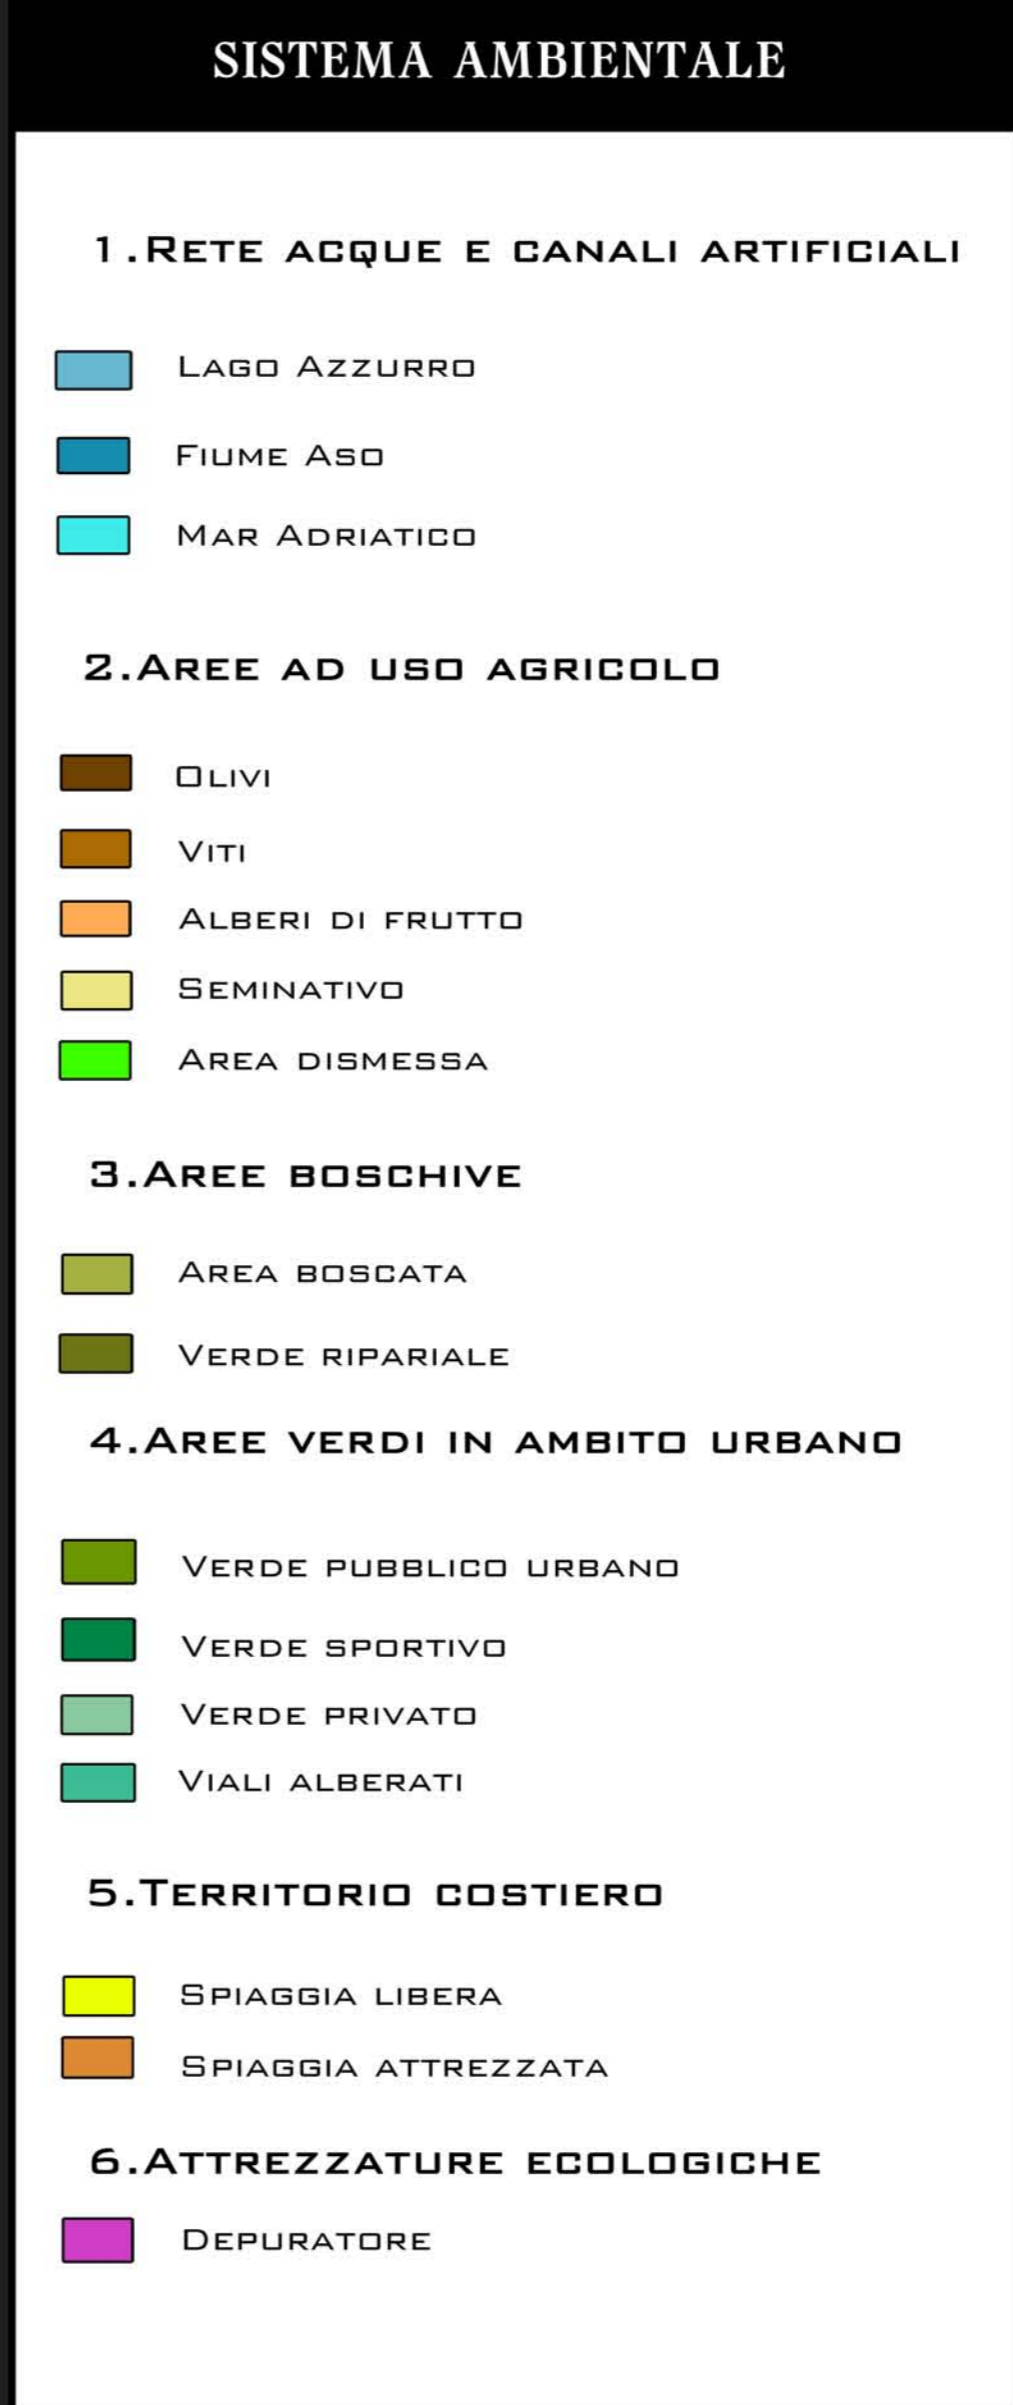 SISTEMA AMBIENTALE
1.Rete acque e canali artificiali
Lago Azzurro
Fiume Aso
Mar Adriatico
2.Aree ad uso agricolo
Olivi
Viti
Alberi di frutto
Seminativo
Area dismessa
3.Aree boschive
Area boscata
Verde ripariale
4.Aree verdi in ambito urbano
Verde pubblico urbano
Verde sportivo
Verde privato
Viali alberati
5.Territorio costiero
Spiaggia libera
Spiaggia attrezzata
6.Attrezzature ecologiche
Depuratore